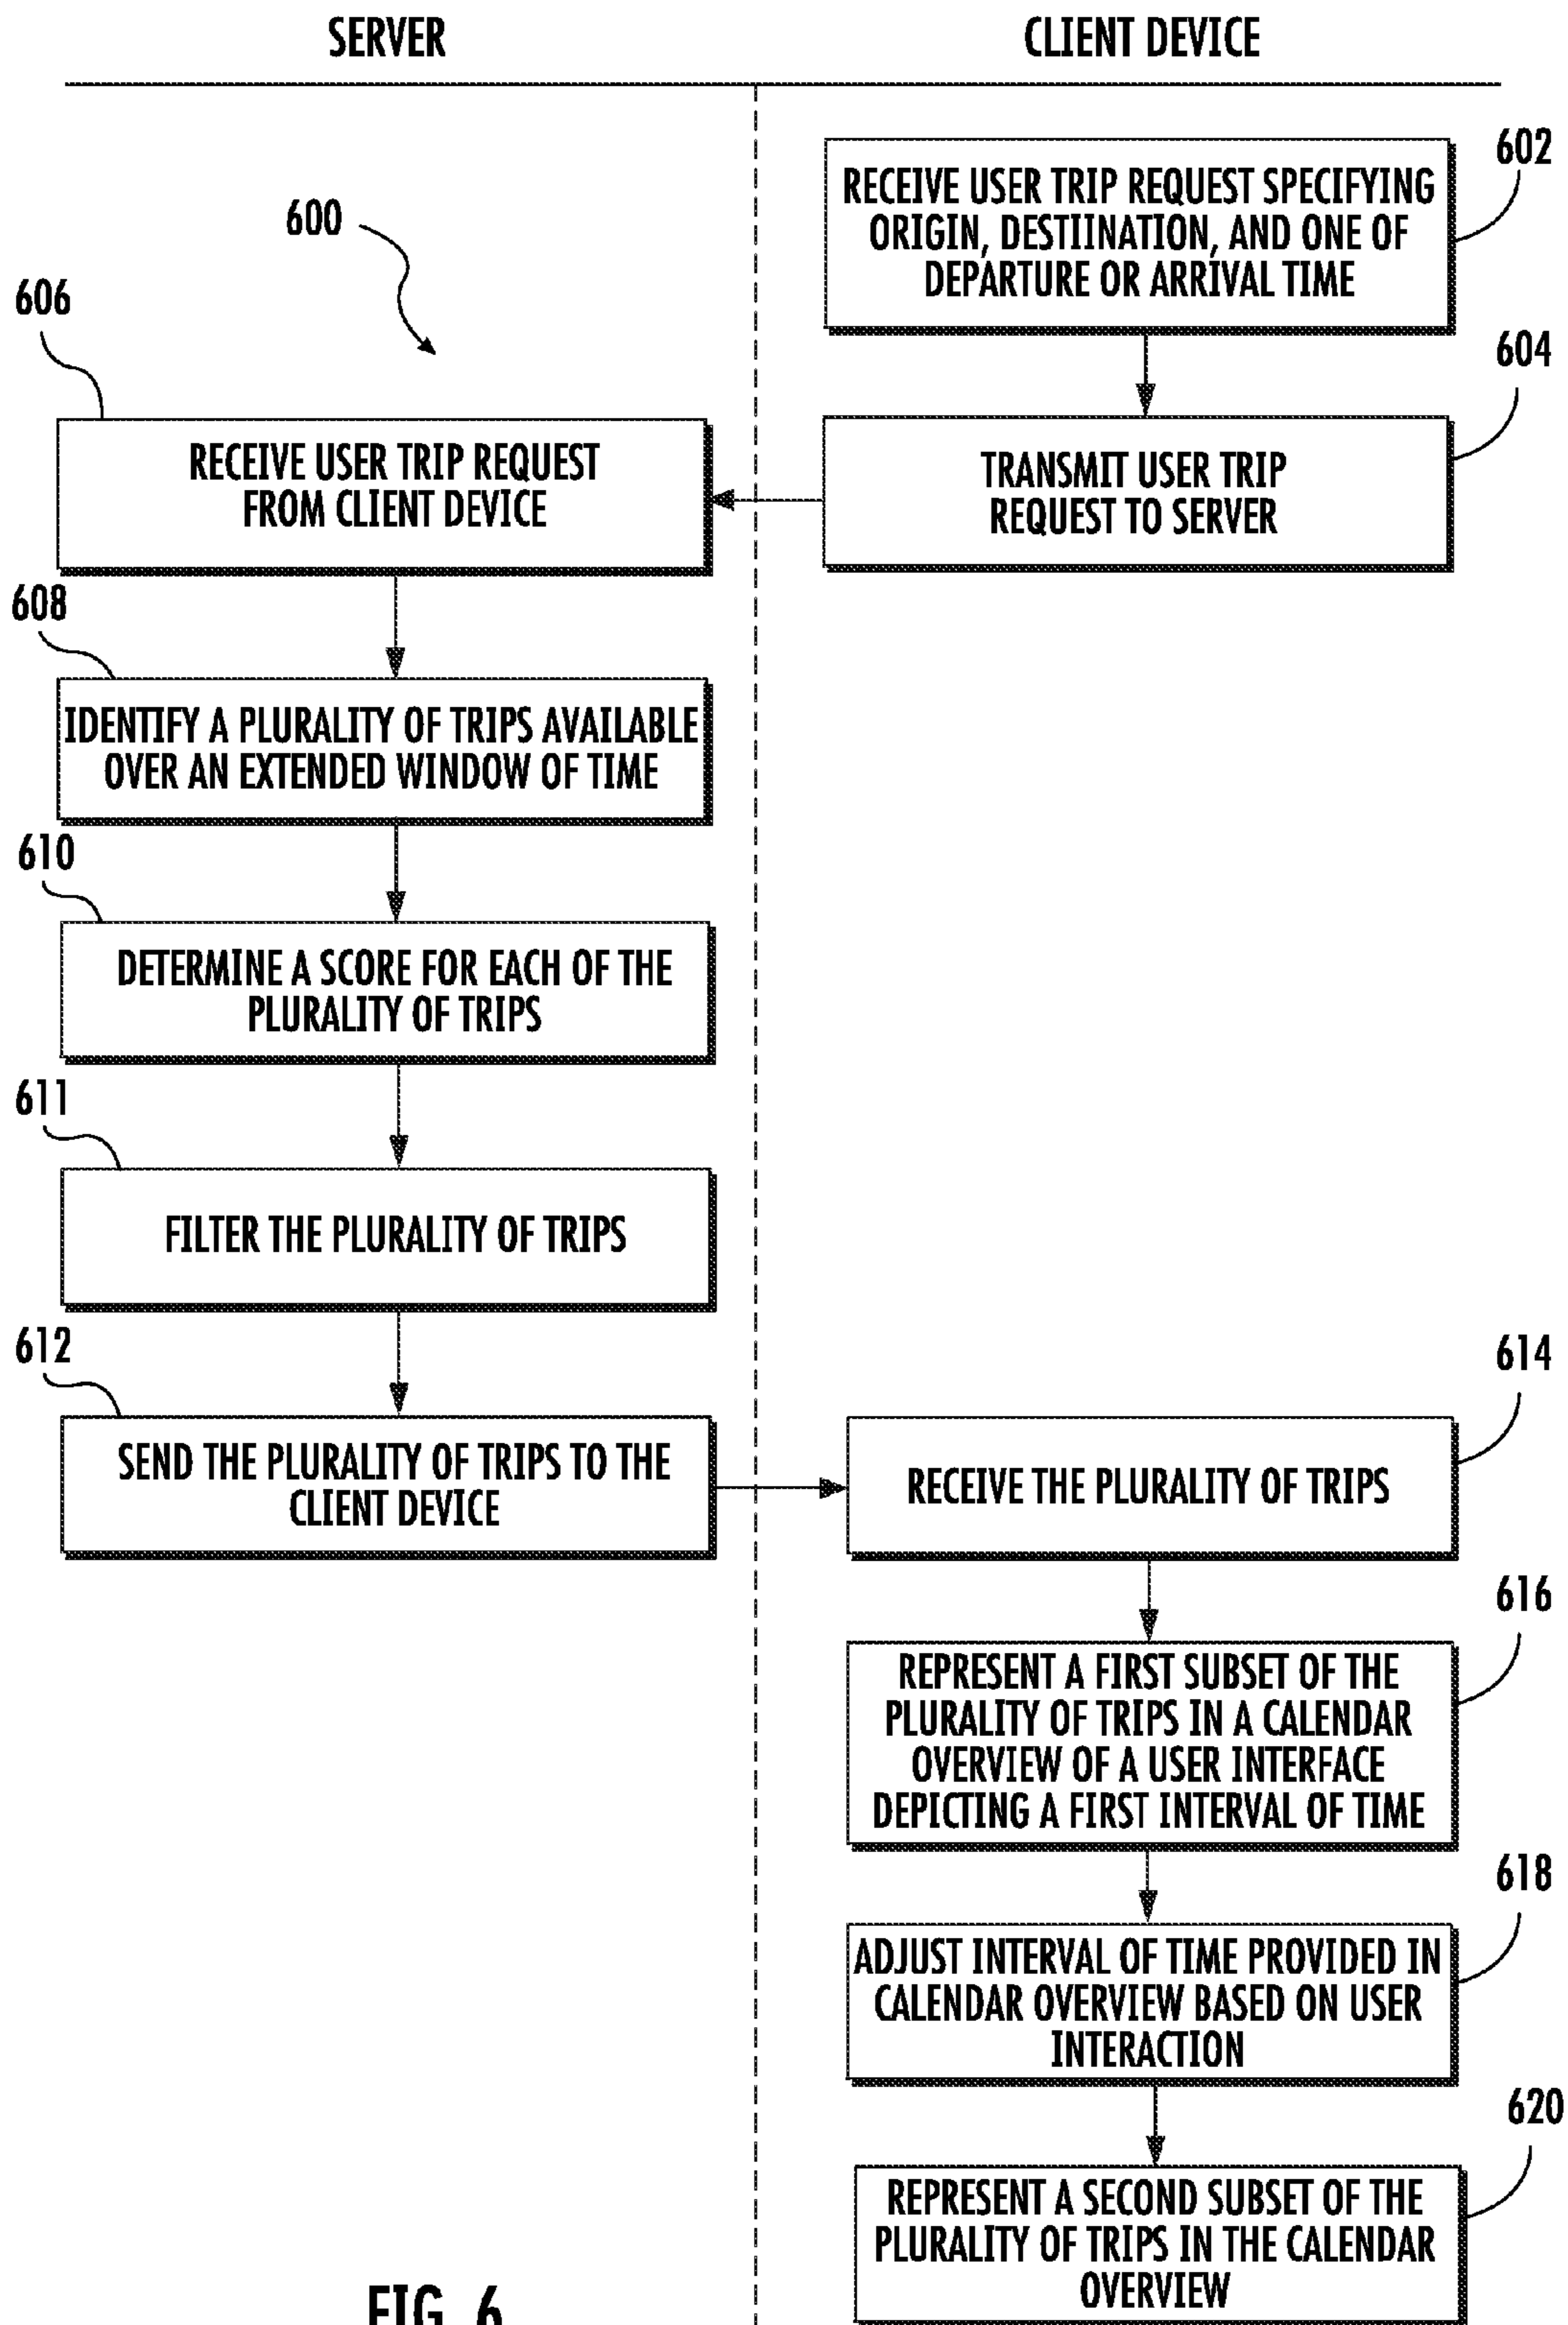 SERVER
CLIENT DEVICE
600
602
RECEIVE USER TRIP REQUEST SPECIFYING
ORIGIN, DESTIINATION, AND ONE OF
DEPARTURE OR ARRIVAL TIME
604
TRANSMIT USER TRIP
REQUEST TO SERVER
606
RECEIVE USER TRIP REQUEST
FROM CLIENT DEVICE
608
IDENTIFY A PLURALITY OF TRIPS AVAILABLE
OVER AN EXTENDED WINDOW OF TIME
610
DETERMINE A SCORE FOR EACH OF THE
PLURALITY OF TRIPS
611
FILTER THE PLURALITY OF TRIPS
612
SEND THE PLURALITY OF TRIPS TO THE
CLIENT DEVICE
614
RECEIVE THE PLURALITY OF TRIPS
616
REPRESENT A FIRST SUBSET OF THE
PLURALITY OF TRIPS IN A CALENDAR
OVERVIEW OF A USER INTERFACE
DEPICTING A FIRST INTERVAL OF TIME
618
ADJUST INTERVAL OF TIME PROVIDED IN
CALENDAR OVERVIEW BASED ON USER
INTERACTION
620
REPRESENT A SECOND SUBSET OF THE
PLURALITY OF TRIPS IN THE CALENDAR
OVERVIEW
FIG. 6